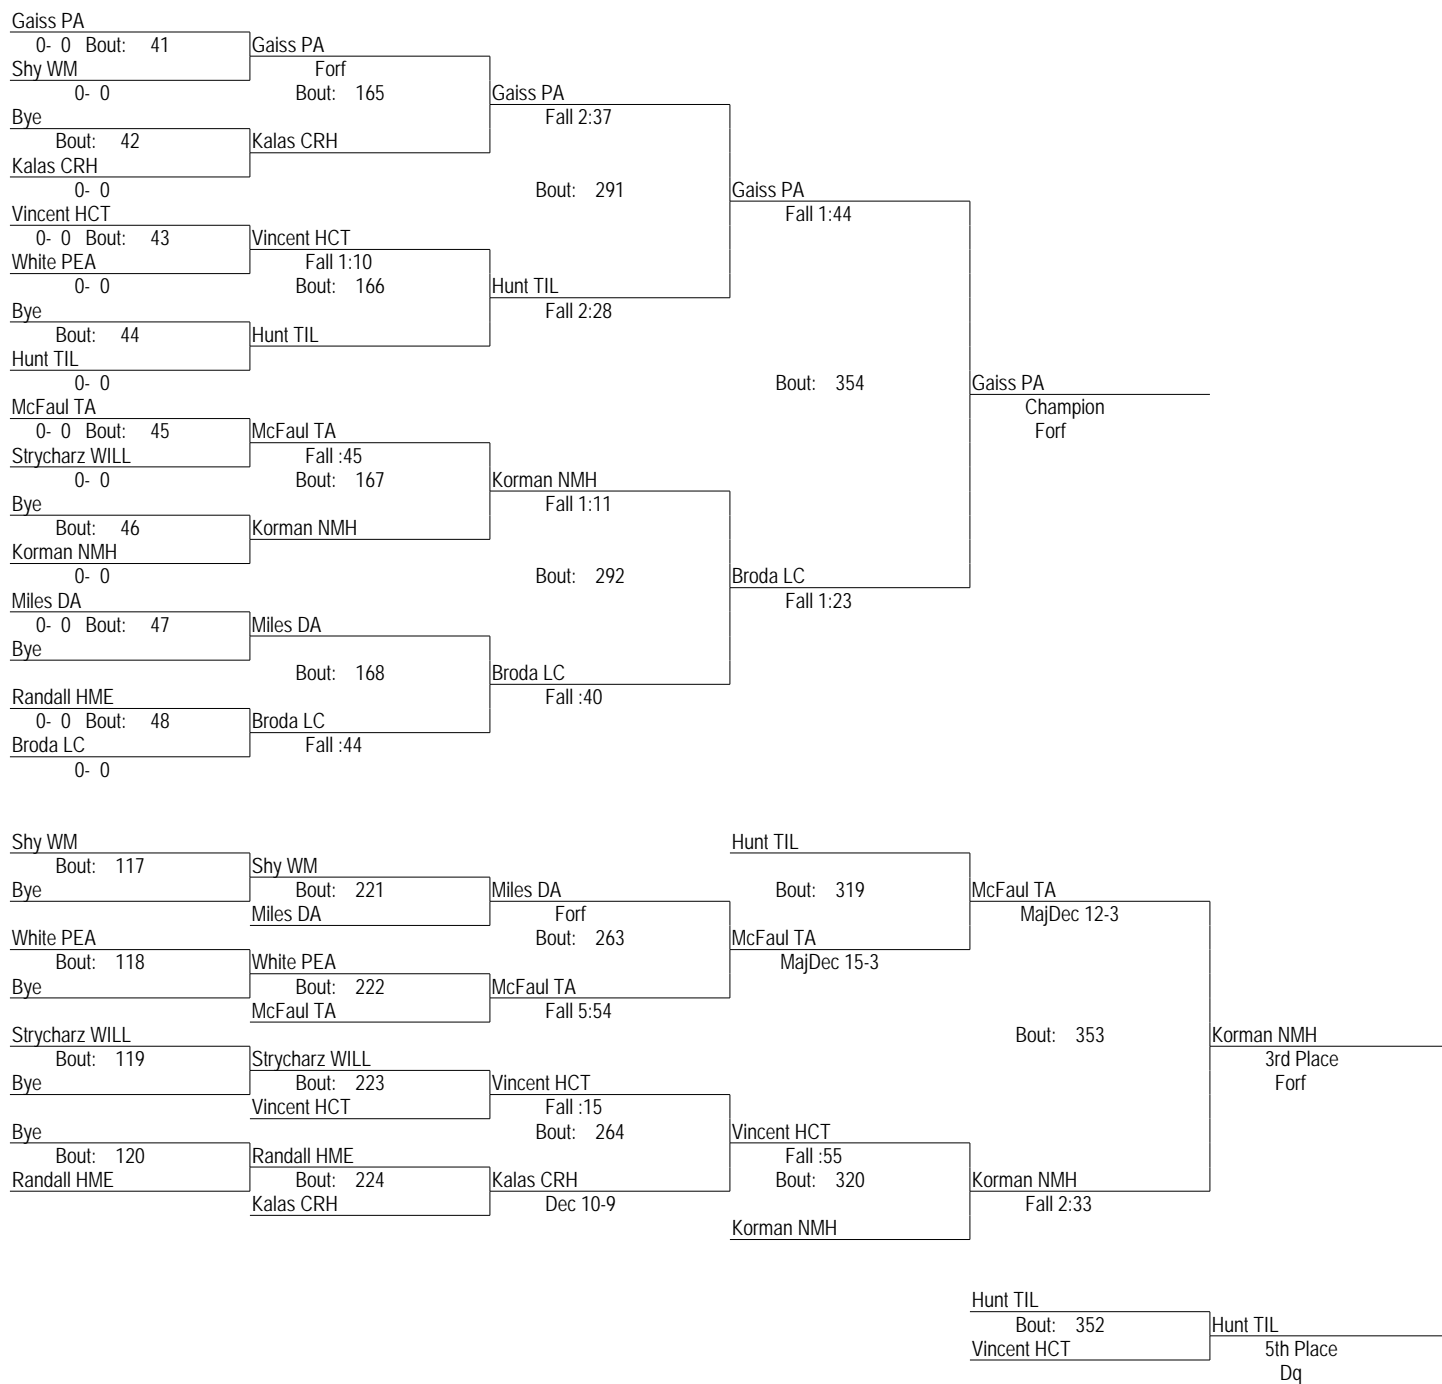 Gaiss PA
0- 0 Bout: 41 Gaiss PA
Shy WM Forf
0- 0 Bout: 165 Gaiss PA
Bye Fall 2:37
Bout: 42 Kalas CRH
Kalas CRH
0- 0 Bout: 291 Gaiss PA
Vincent HCT Fall 1:44
0- 0 Bout: 43 Vincent HCT
White PEA Fall 1:10
0- 0 Bout: 166 Hunt TIL
Bye Fall 2:28
Bout: 44 Hunt TIL
Hunt TIL
0- 0 Bout: 354 Gaiss PA
McFaul TA Champion
0- 0 Bout: 45 McFaul TA Forf
Strycharz WILL Fall :45
0- 0 Bout: 167 Korman NMH
Bye Fall 1:11
Bout: 46 Korman NMH
Korman NMH
0- 0 Bout: 292 Broda LC
Miles DA Fall 1:23
0- 0 Bout: 47 Miles DA
Bye
Bout: 168 Broda LC
Randall HME Fall :40
0- 0 Bout: 48 Broda LC
Broda LC Fall :44
0- 0
Shy WM Hunt TIL
Bout: 117 Shy WM
Bye Bout: 221 Miles DA Bout: 319 McFaul TA
Miles DA Forf MajDec 12-3
White PEA Bout: 263 McFaul TA
Bout: 118 White PEA MajDec 15-3
Bye Bout: 222 McFaul TA
McFaul TA Fall 5:54
Strycharz WILL Bout: 353 Korman NMH
Bout: 119 Strycharz WILL 3rd Place
Bye Bout: 223 Vincent HCT Forf
Vincent HCT Fall :15
Bye Bout: 264 Vincent HCT
Bout: 120 Randall HME Fall :55
Randall HME Bout: 224 Kalas CRH Bout: 320 Korman NMH
Kalas CRH Dec 10-9 Fall 2:33
Korman NMH
Hunt TIL
Bout: 352 Hunt TIL
Vincent HCT 5th Place
Dq